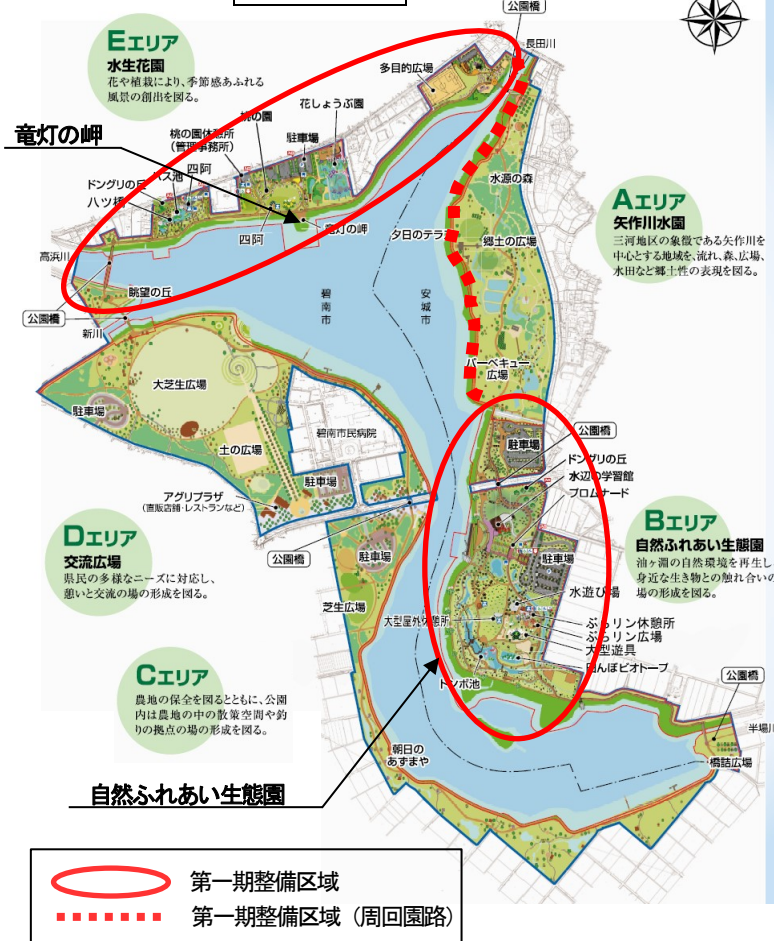 公園橋
長田川
Eエリア
水生花園
花や植栽により、季節感あふれる
風景の創出を図る。
多目的広場
花しょうぶ園
桃の園
駐車場
桃の園休憩所
(管理事務所)
竜灯の岬
四阿
ハス池
ドングリの丘
八ツ橋
水源の森
Aエリア
矢作川水園
三河地区の象徴である矢作川を
中心とする地域を、流れ、森、広場、
水田など郷土性の表現を図る。
四阿
竜灯の岬
夕日のテラス
郷土の広場
高浜川
眺望の丘
碧南市
安城市
公園橋
新川
バーベキュー
広場
大芝生広場
駐車場
碧南市民病院
土の広場
駐車場
公園橋
ドングリの丘
水辺の学習館
プロムナード
アグリプラザ
(直販店舗・レストランなど)
駐車場
Dエリア
交流広場
県民の多様なニーズに対応し、
憩いと交流の場の形成を図る。
公園橋
駐車場
芝生広場
駐車場
Bエリア
自然ふれあい生態園
油ヶ淵の自然環境を再生し
身近な生き物との触れ合いの
場の形成を図る。
水遊び場
大型屋外休憩所
ぷらリン休憩所
ぷらリン広場
大型遊具
田んぼビオトープ
トンボ池
Cエリア
農地の保全を図るとともに、公園
内は農地の中の散策空間や釣
りの拠点の場の形成を図る。
公園橋
半場川
朝日の
あずまや
橋詰広場
自然ふれあい生態園
第一期整備区域
第一期整備区域（周回園路）